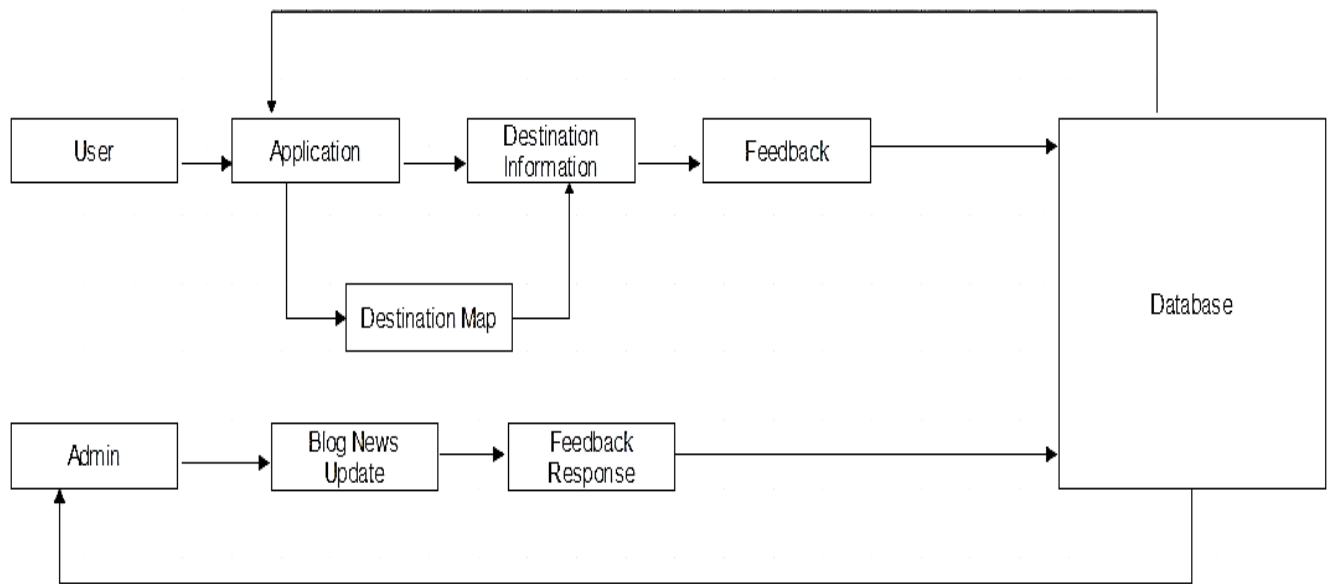 User
Application
Destination
Information
Feedback
Destination Map
Database
Admin
Blog News
Update
Feedback
Response